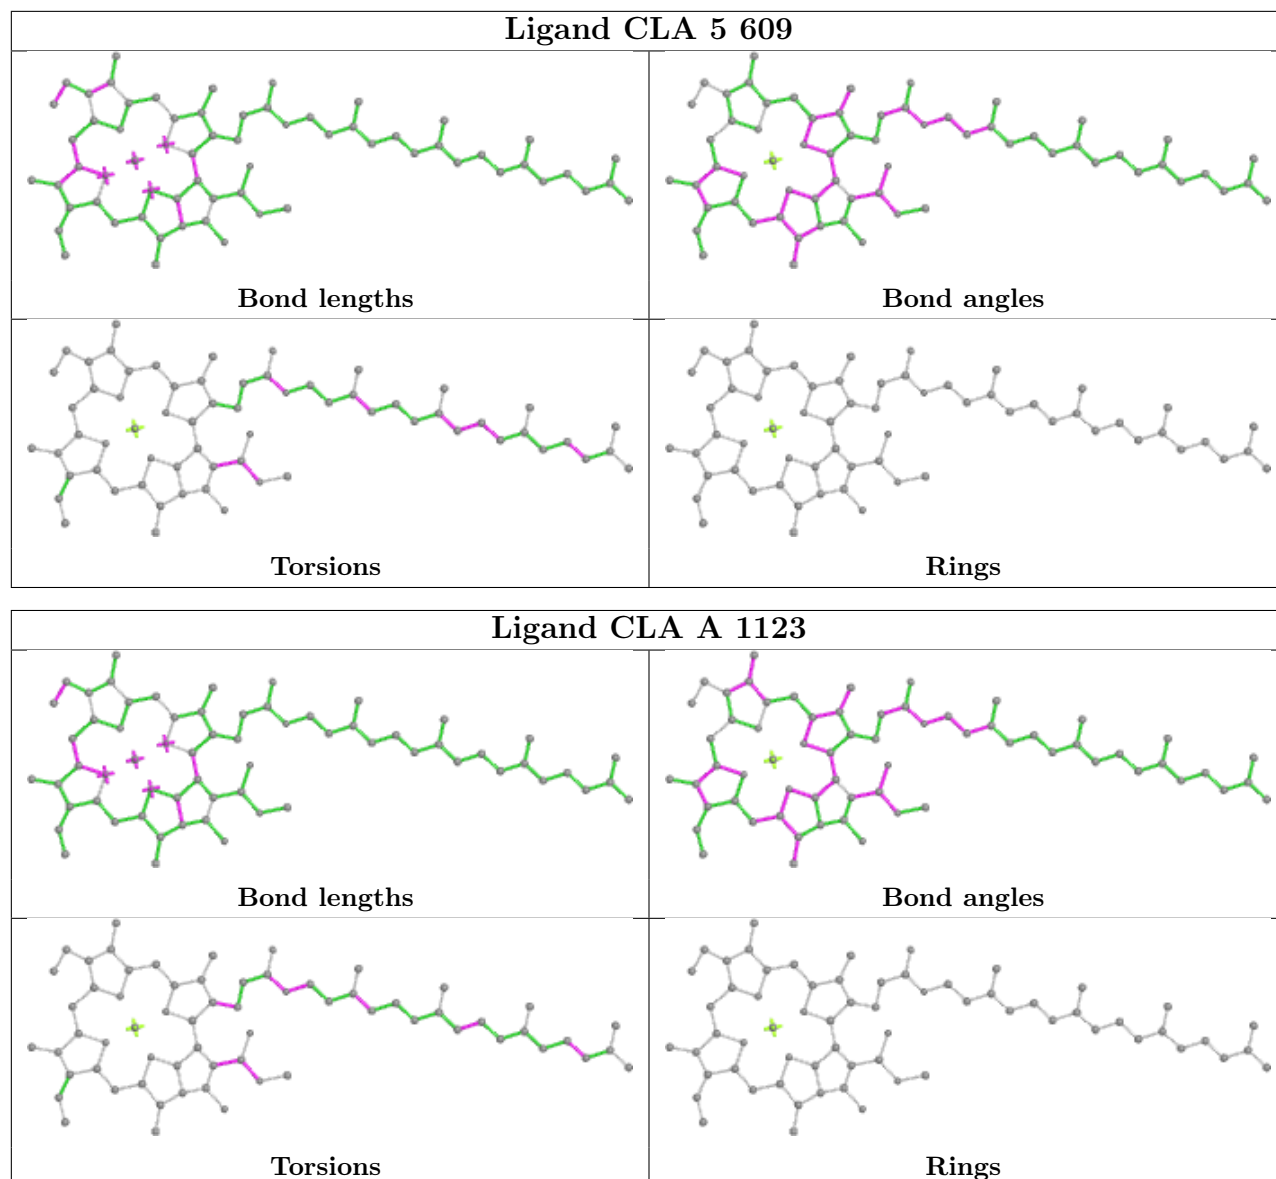 Ligand CLA 5 609
Bond lengths
Bond angles
Torsions
Rings
Ligand CLA A 1123
Bond lengths
Bond angles
Torsions
Rings